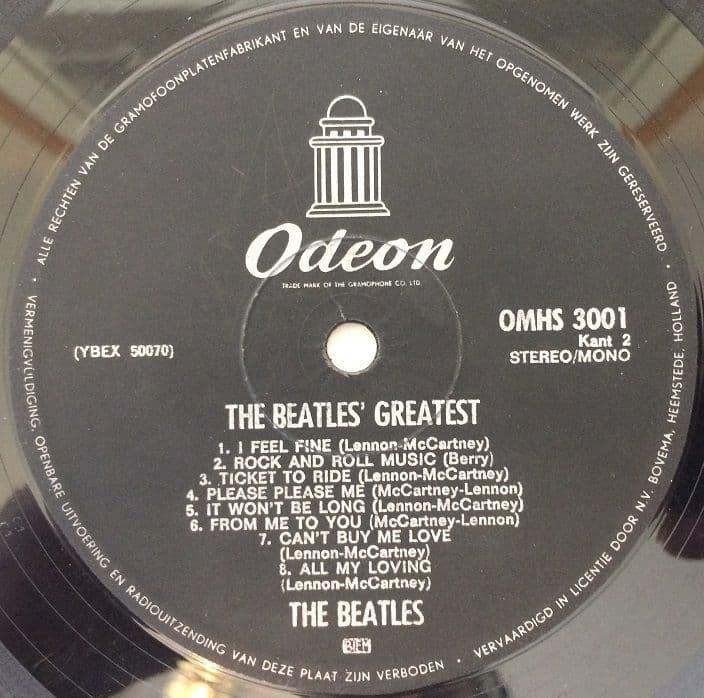 ALLE RECHTEN VAN DE GRAMOFOONPLATENFABRIKANT EN VAN DE EIGENAAR VAN HET OPGENOMEN WERK ZIJN GERESERVEERD ·
Odeon
TRADE MARK OF THE GRAMOPHONE CO. LTD.
(YBEX 50070)
OMHS 3001
Kant 2
STEREO/MONO
THE BEATLES' GREATEST
1. I FEEL FINE (Lennon-McCartney)
2. ROCK AND ROLL MUSIC (Berry)
3. TICKET TO RIDE (Lennon-McCartney)
4. PLEASE PLEASE ME (McCartney-Lennon)
5. IT WON'T BE LONG (Lennon-McCartney)
6. FROM ME TO YOU (McCartney-Lennon)
7. CAN'T BUY ME LOVE
(Lennon-McCartney)
8. ALL MY LOVING
(Lennon-McCartney)
THE BEATLES
VERMENIGVULDIGING, OPENBARE UITVOERING EN RADIOUITZENDING VAN DEZE PLAAT ZIJN VERBODEN ·
VERVAARDIGD IN LICENTIE DOOR N.V. BOVEMA, HEEMSTEDE, HOLLAND ·